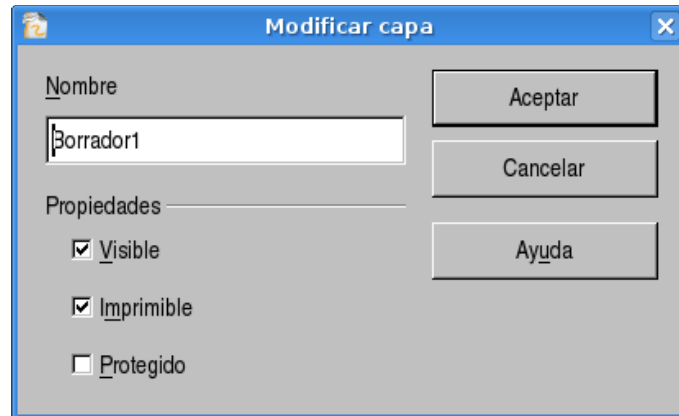 Modificar capa
Nombre
Borrador1
Propiedades
Visible
Imprimible
Protegido
Aceptar
Cancelar
Ayuda